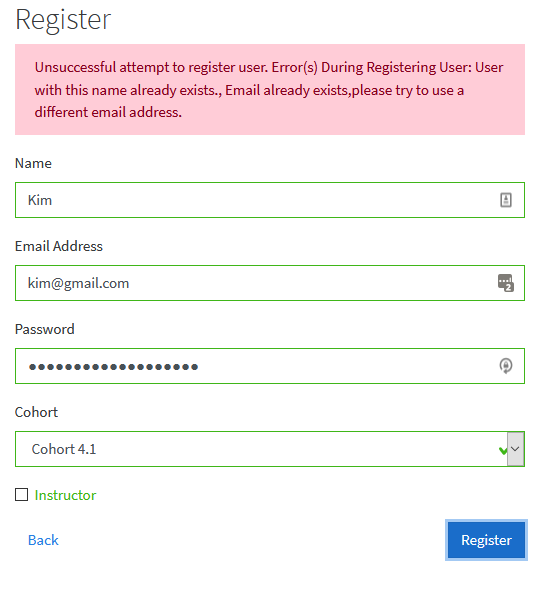 Register
Unsuccessful attempt to register user. Error(s) During Registering User: User
with this name already exists., Email already exists,please try to use a
different email address.
Name
Kim
Email Address
kim@gmail.com
2
Password
●●●●●●●●●●●●●●●●●●●
Cohort
Cohort 4.1
Instructor
Back
Register